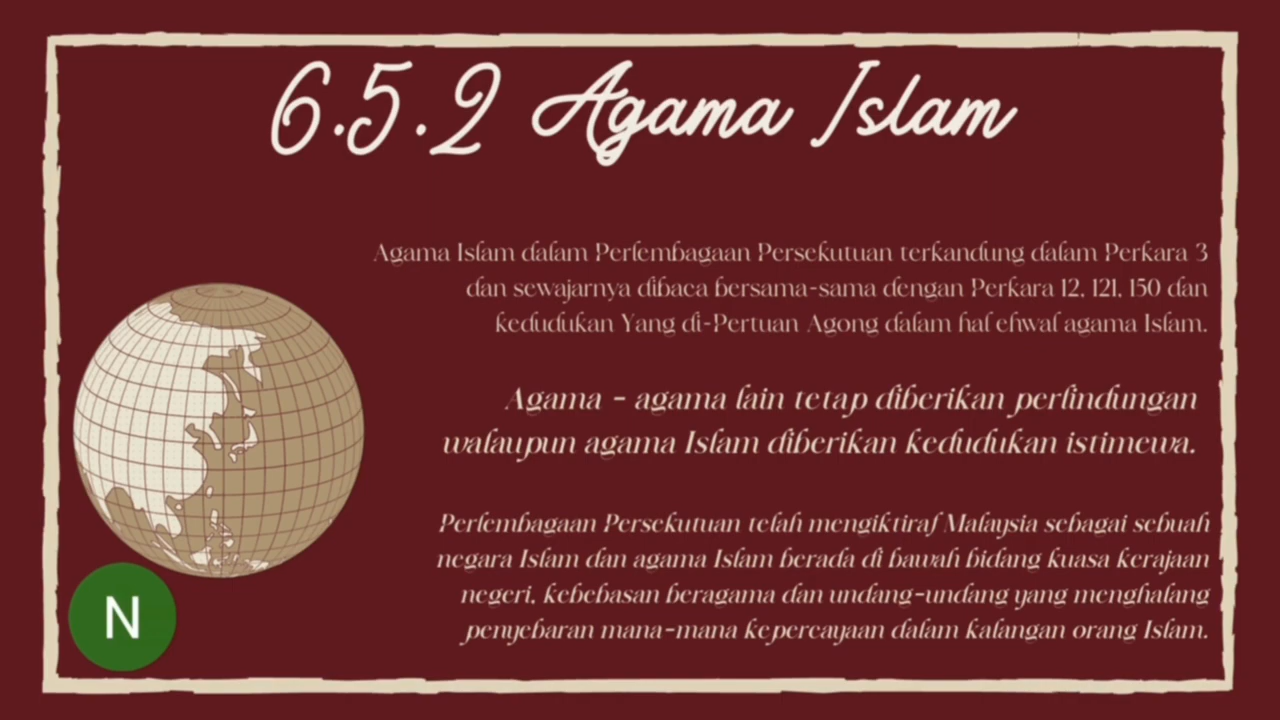 6.5.2 Agama Islam
Agama Islam dalam Perlembagaan Persekutuan terkandung dalam Perkara 3
dan sewajarnya dibaca bersama-sama dengan Perkara 12, 121, 150 dan
kedudukan Yang di-Pertuan Agong dalam hal ehwal agama Islam.
Agama - agama lain tetap diberikan perlindungan
walaupun agama Islam diberikan kedudukan istimewa.
Perlembagaan Persekutuan telah mengiktiraf Malaysia sebagai sebuah
negara Islam dan agama Islam berada di bawah bidang kuasa kerajaan
negeri, kebebasan beragama dan undang-undang yang menghalang
penyebaran mana-mana kepercayaan dalam kalangan orang Islam.
N